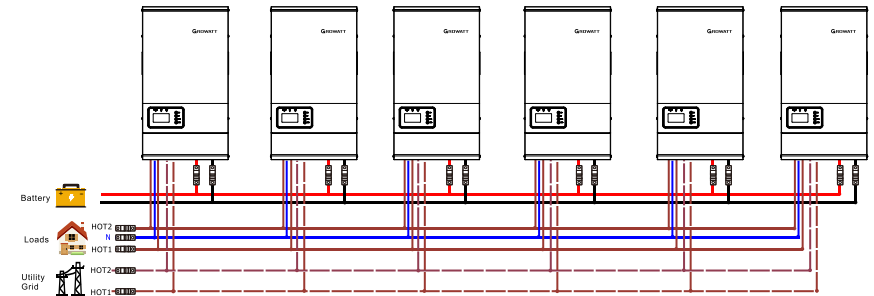 GROWATT GROWATT GROWATT GROWATT GROWATT GROWATT
Battery
Loads
HOT2
N
HOT1
Utility
Grid
HOT2
HOT1